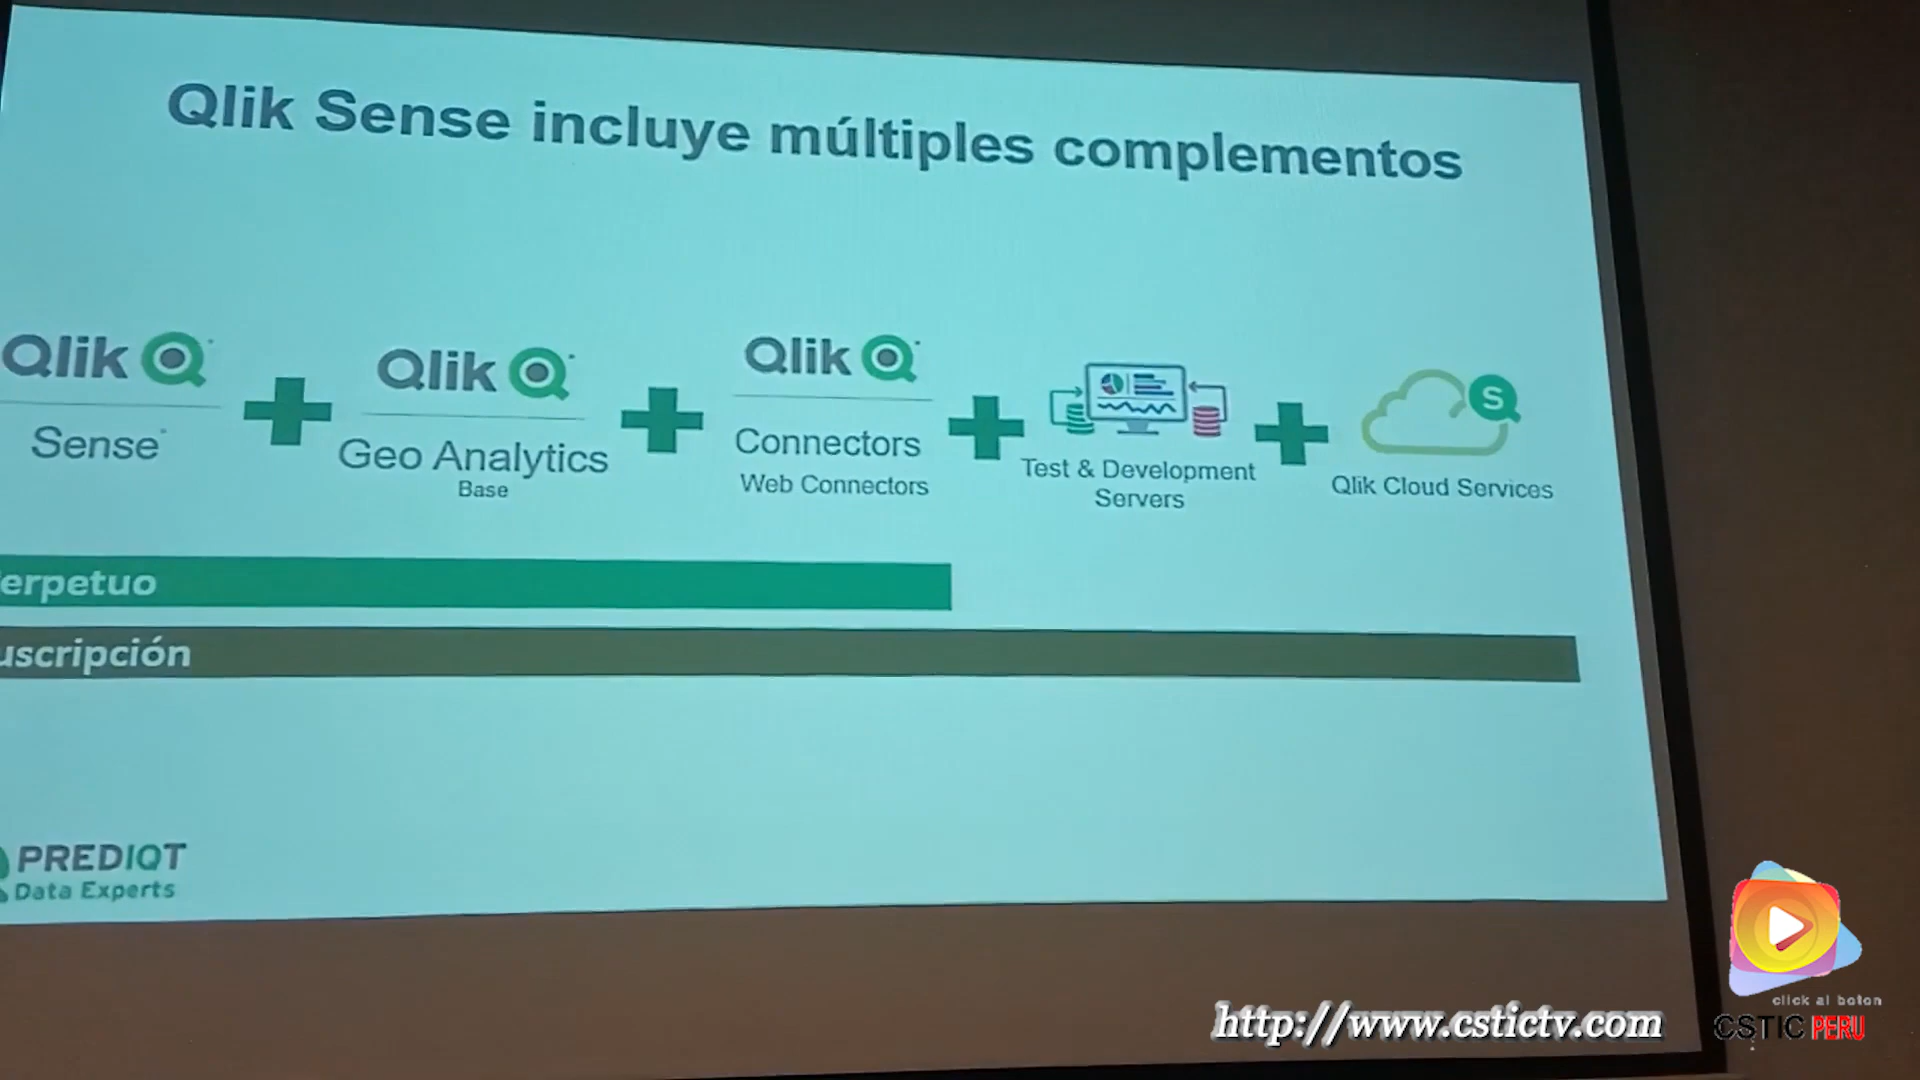 Qlik Sense incluye múltiples complementos
Qlik
Sense
Qlik
Geo Analytics
Base
Qlik
Connectors
Web Connectors
Test & Development
Servers
S
Qlik Cloud Services
erpetuo
uscripción
PREDIQT
Data Experts
http://www.cstictv.com
click al boton
CSTIC PERU